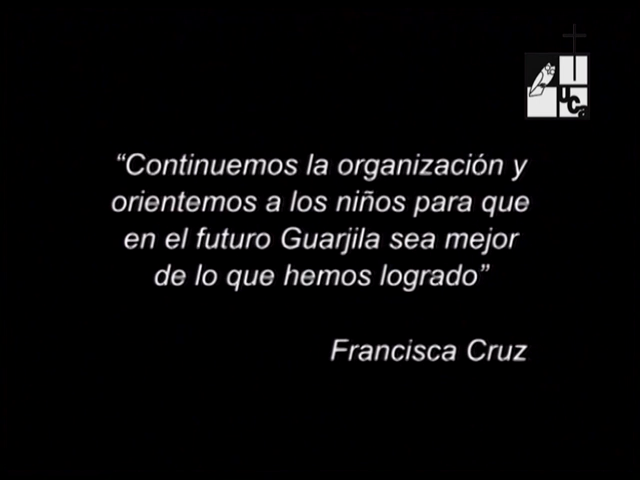 uca
“Continuemos la organización y
orientemos a los niños para que
en el futuro Guarjila sea mejor
de lo que hemos logrado”
Francisca Cruz